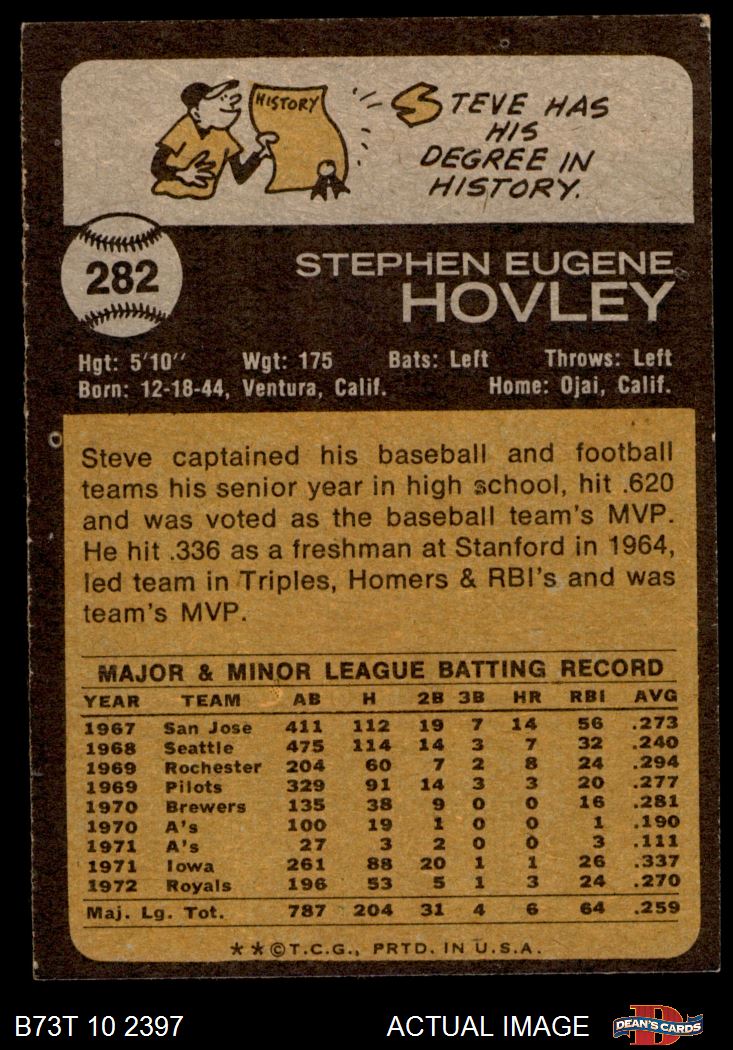 HISTORY
STEVE HAS
HIS
DEGREE IN
HISTORY.
282
STEPHEN EUGENE
HOVLEY
Hgt: 5'10" Wgt: 175 Bats: Left Throws: Left
Born: 12-18-44, Ventura, Calif. Home: Ojai, Calif.
Steve captained his baseball and football
teams his senior year in high school, hit .620
and was voted as the baseball team's MVP.
He hit .336 as a freshman at Stanford in 1964,
led team in Triples, Homers & RBI's and was
team's MVP.
MAJOR & MINOR LEAGUE BATTING RECORD
YEAR TEAM AB H 2B 3B HR RBI AVG
1967 San Jose 411 112 19 7 14 56 .273
1968 Seattle 475 114 14 3 7 32 .240
1969 Rochester 204 60 7 2 8 24 .294
1969 Pilots 329 91 14 3 3 20 .277
1970 Brewers 135 38 9 0 0 16 .281
1970 A's 100 19 1 0 0 1 .190
1971 A's 27 3 2 0 0 3 .111
1971 Iowa 261 88 20 1 1 26 .337
1972 Royals 196 53 5 1 3 24 .270
Maj. Lg. Tot. 787 204 31 4 6 64 .259
**©T.C.G., PRTD. IN U.S.A.
B73T 10 2397 ACTUAL IMAGE
D
DEAN'S CARDS